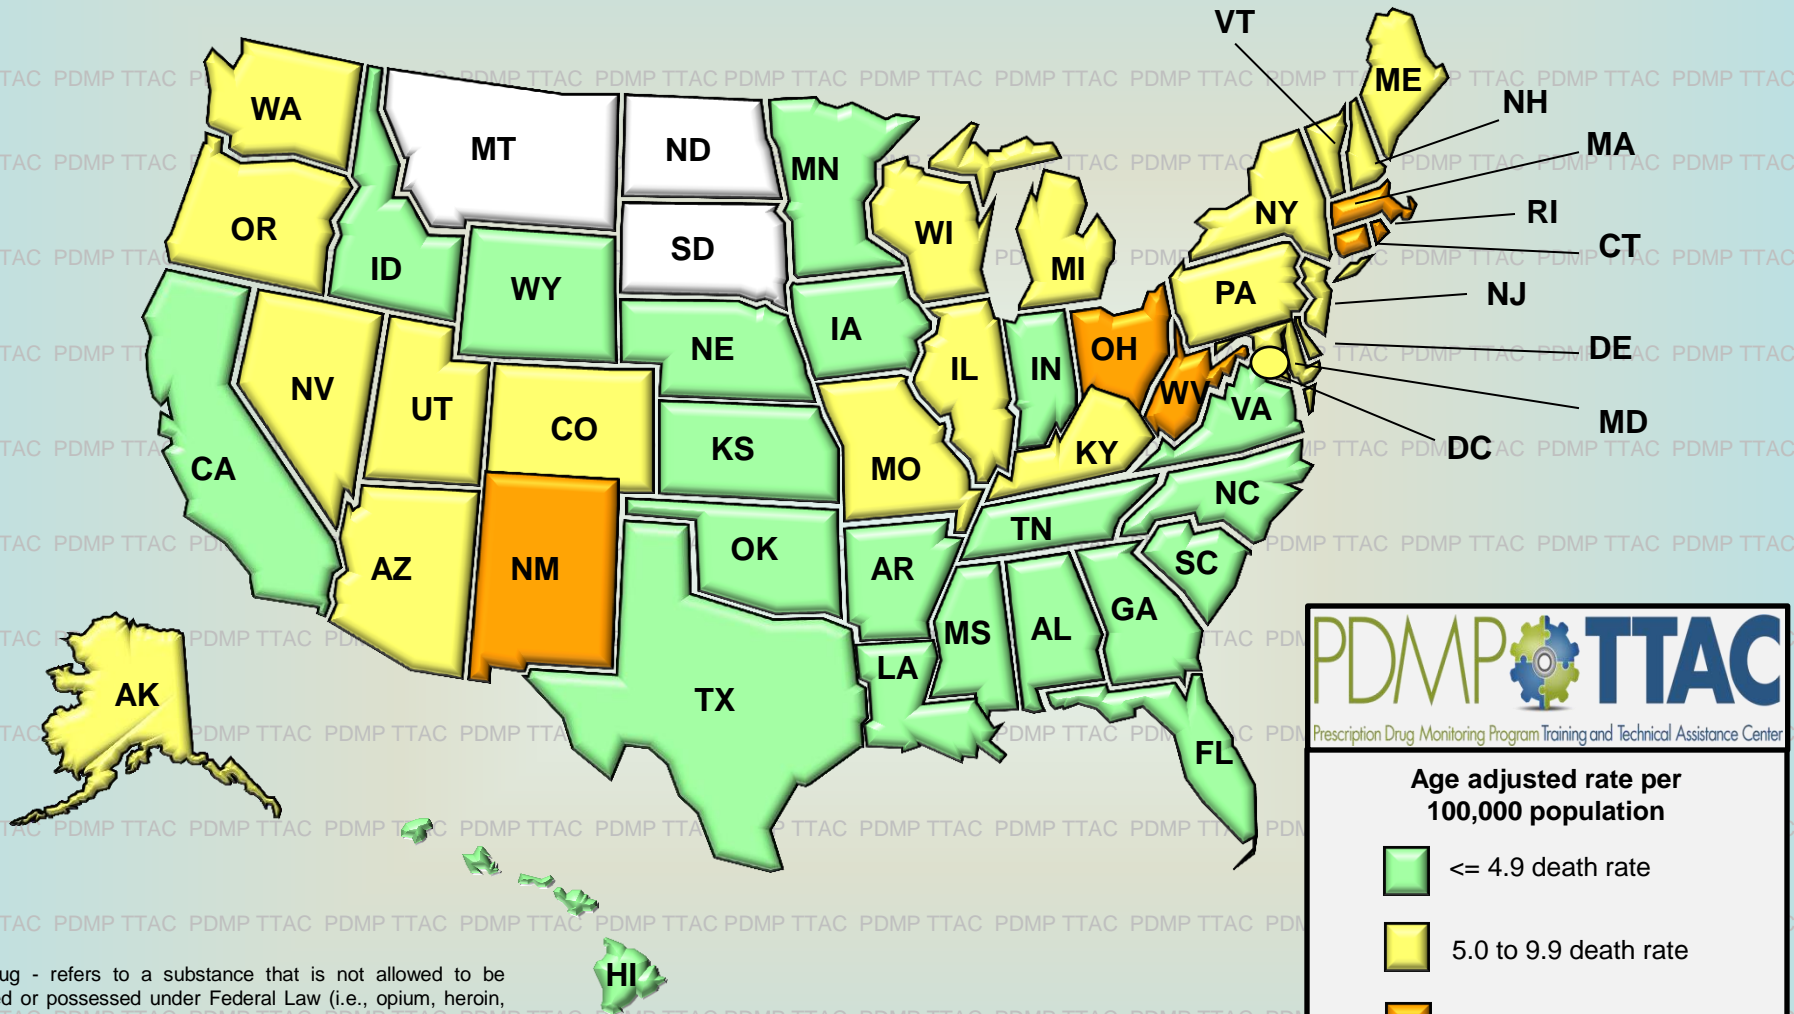 VT
ME
WA
NH
MT
ND
MA
MN
OR
NY
RI
WI
SD
CT
ID
MI
WY
PA
NJ
IA
NE
OH
DE
IL
IN
NV
WV
UT
VA
CO
MD
KS
KY
DC
CA
MO
NC
TN
OK
SC
AZ
NM
AR
GA
MS
AL
LA
AK
TX
FL
HI
PDMP TTAC
Prescription Drug Monitoring Program Training and Technical Assistance Center
Age adjusted rate per
100,000 population
<= 4.9 death rate
5.0 to 9.9 death rate
refers to a substance that is not allowed to be
or possessed under Federal Law (i.e., opium, heroin,